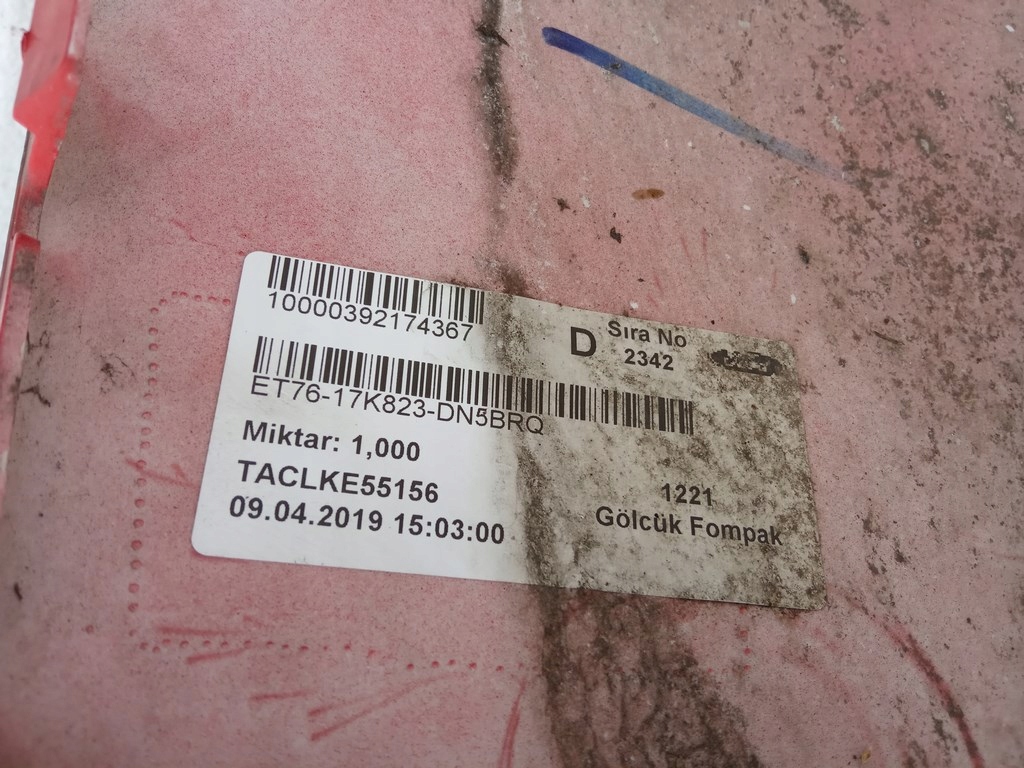 10000392174367
D
Sıra No
2342
ET76-17K823-DN5BRQ
Miktar: 1,000
TACLKE55156
09.04.2019 15:03:00
1221
Gölcük Fompak